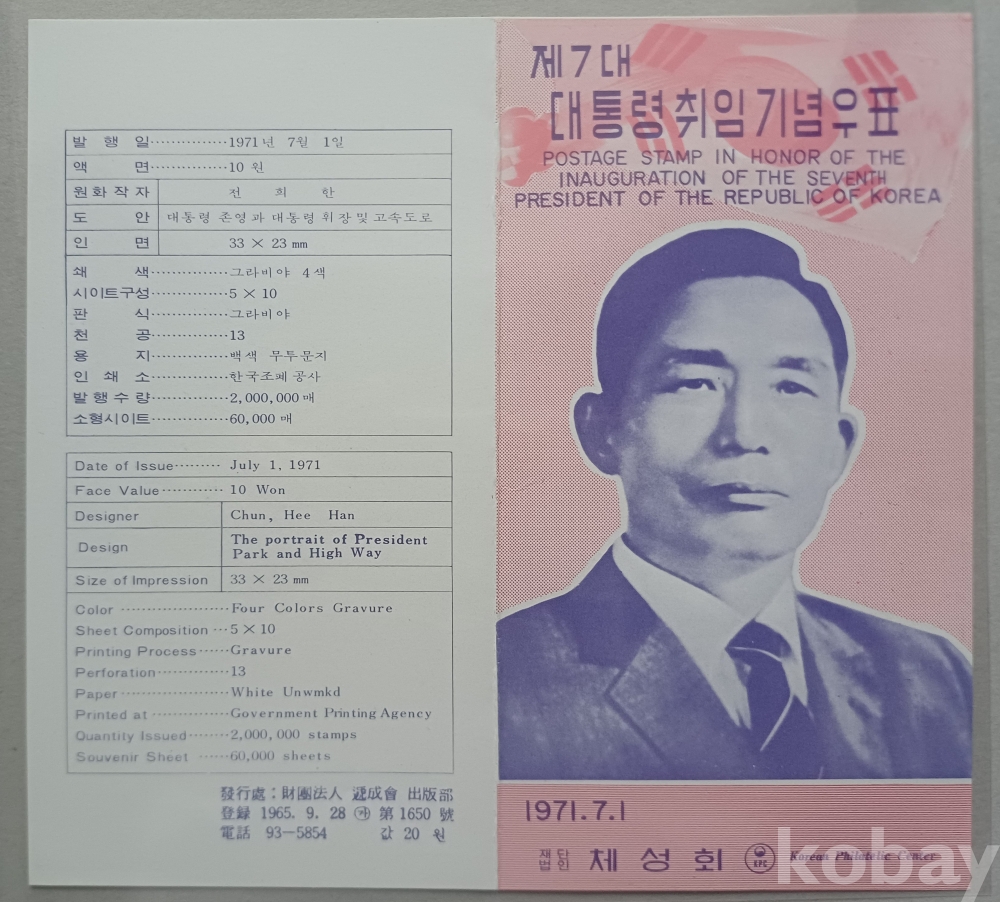 발 행 일 ··············· 1971년 7월 1일
액 면 ··············· 10 원
원 화 작 자 전 희 한
도 안 대통령 존영과 대통령 휘장및 고속도로
인 면 33 × 23 mm
쇄 색 ··············· 그라비야 4색
시이트구성 ··············· 5 × 10
판 식 ··············· 그라비야
천 공 ··············· 13
용 지 ··············· 백색 무투문지
인 쇄 소 ··············· 한국조폐공사
발 행 수 량 ··············· 2,000,000매
소형시이트 ··············· 60,000매
Date of Issue ········· July 1, 1971
Face Value ············ 10 Won
Designer Chun, Hee Han
Design The portrait of President
Park and High Way
Size of Impression 33 × 23 mm
Color ····················· Four Colors Gravure
Sheet Composition ··· 5 × 10
Printing Process ······ Gravure
Perforation ·············· 13
Paper ····················· White Unwmkd
Printed at ··············· Government Printing Agency
Quantity Issued ········ 2,000,000 stamps
Souvenir Sheet ······ 60,000 sheets
發行處 : 財團法人 遞成會 出版部
登録 1965. 9. 28 ㉮ 第 1650 號
電話 93—5854 값 20 원
제 7 대
대통령취임기념우표
POSTAGE STAMP IN HONOR OF THE
INAUGURATION OF THE SEVENTH
PRESIDENT OF THE REPUBLIC OF KOREA
1971.7.1
재단법인 체성회 KPC Korean Philatelic Center
kobay